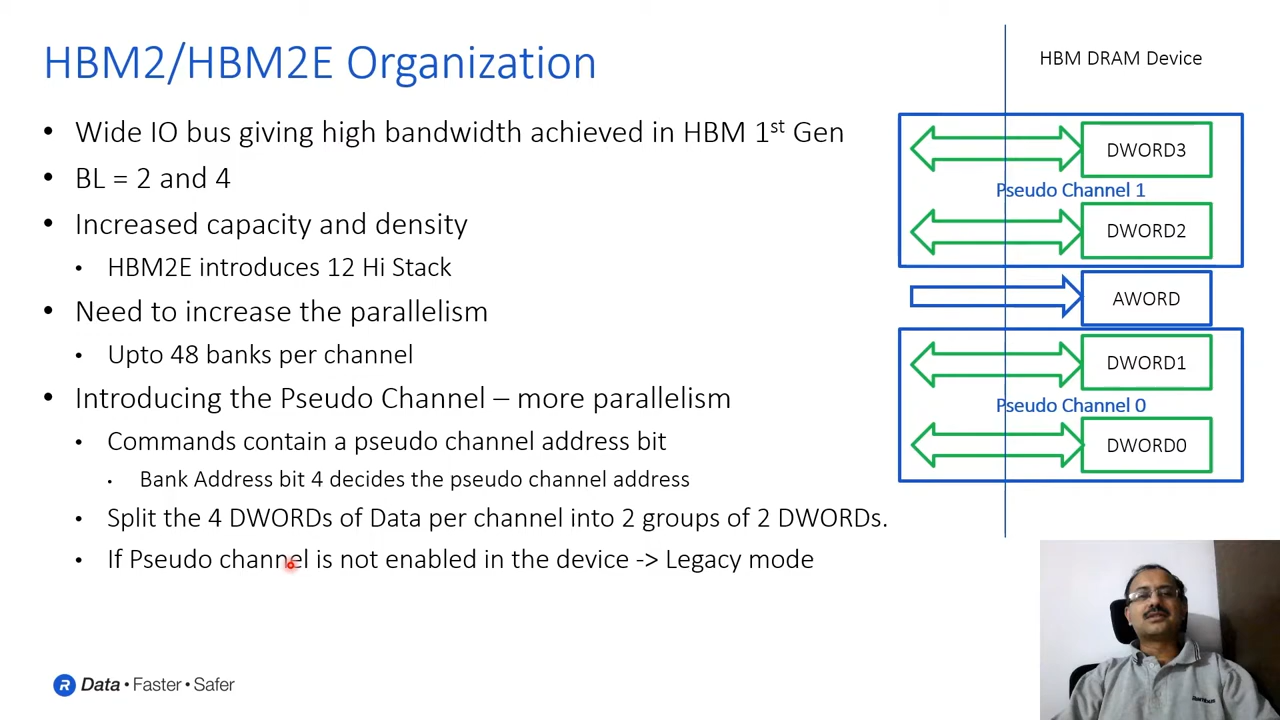 HBM2/HBM2E Organization
• Wide IO bus giving high bandwidth achieved in HBM 1st Gen
• BL = 2 and 4
• Increased capacity and density
• HBM2E introduces 12 Hi Stack
• Need to increase the parallelism
• Upto 48 banks per channel
• Introducing the Pseudo Channel – more parallelism
• Commands contain a pseudo channel address bit
• Bank Address bit 4 decides the pseudo channel address
• Split the 4 DWORDs of Data per channel into 2 groups of 2 DWORDs.
• If Pseudo channel is not enabled in the device -> Legacy mode
HBM DRAM Device
DWORD3
Pseudo Channel 1
DWORD2
AWORD
DWORD1
Pseudo Channel 0
DWORD0
R Data • Faster • Safer
Rambus